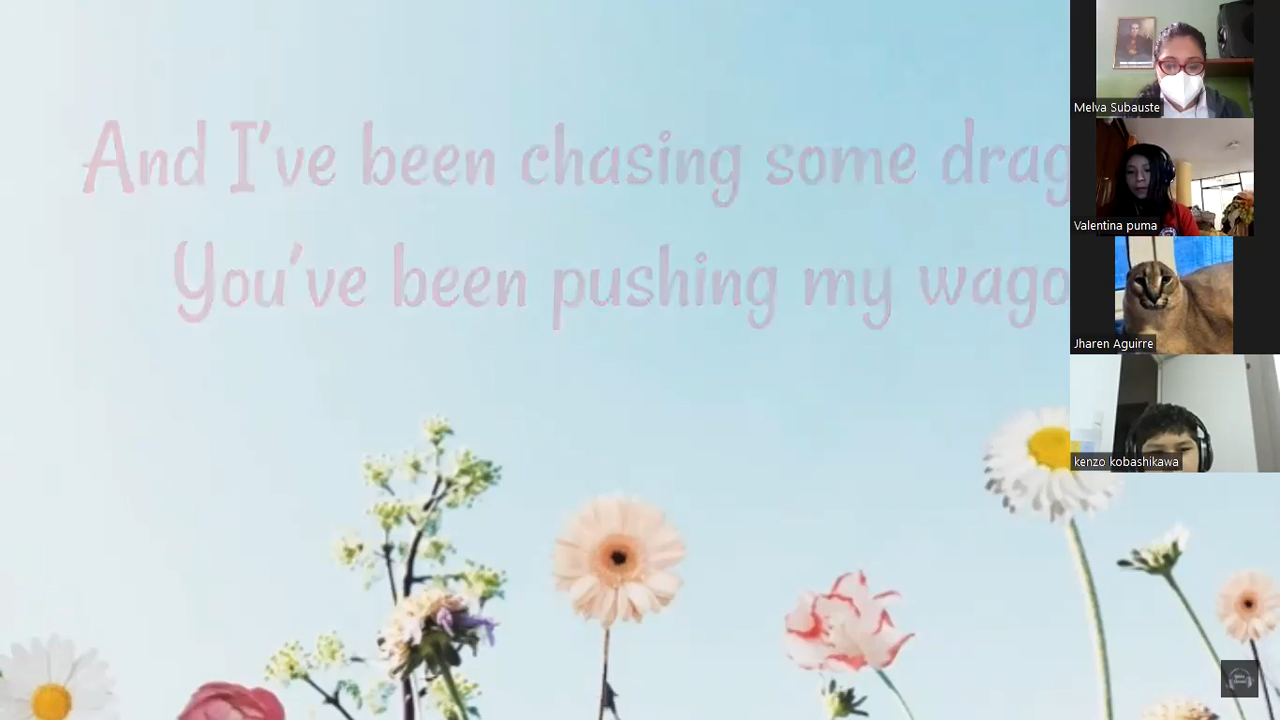 And I've been chasing some drag
You've been pushing my wago
Melva Subauste
Valentina puma
Jharen Aguirre
kenzo kobashikawa